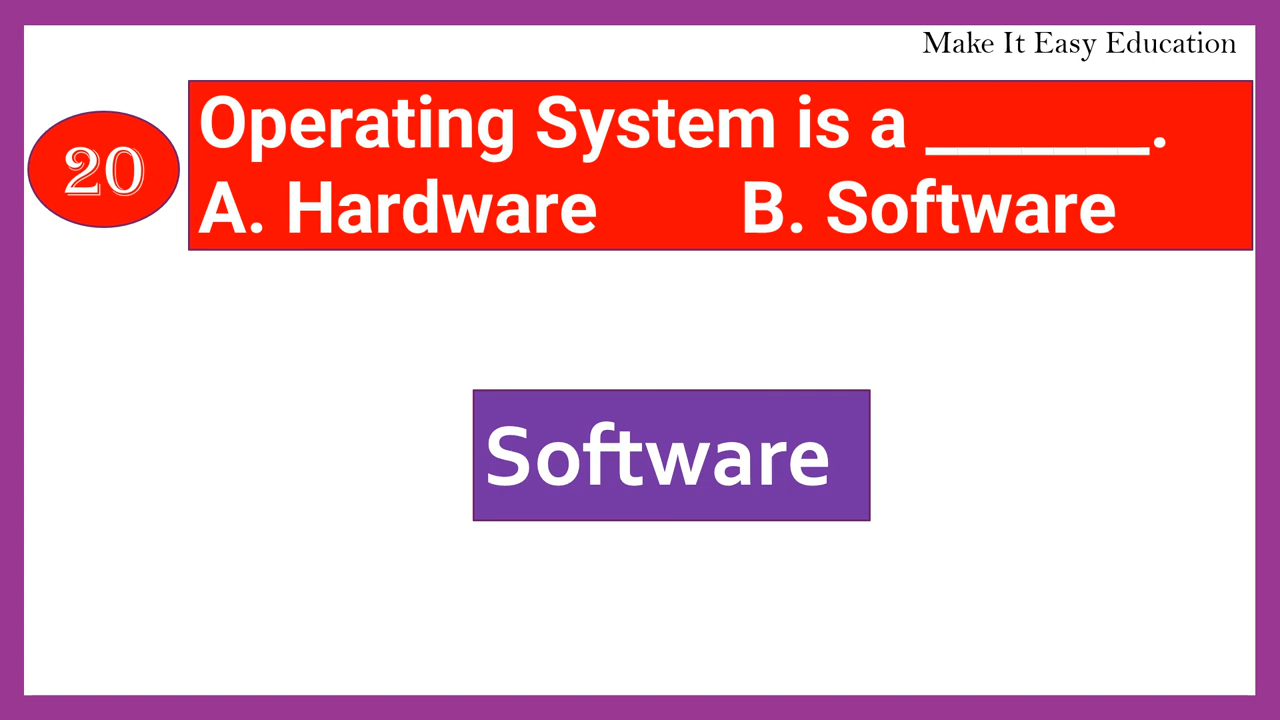 Make It Easy Education
20
Operating System is a _______.
A. Hardware B. Software
Software